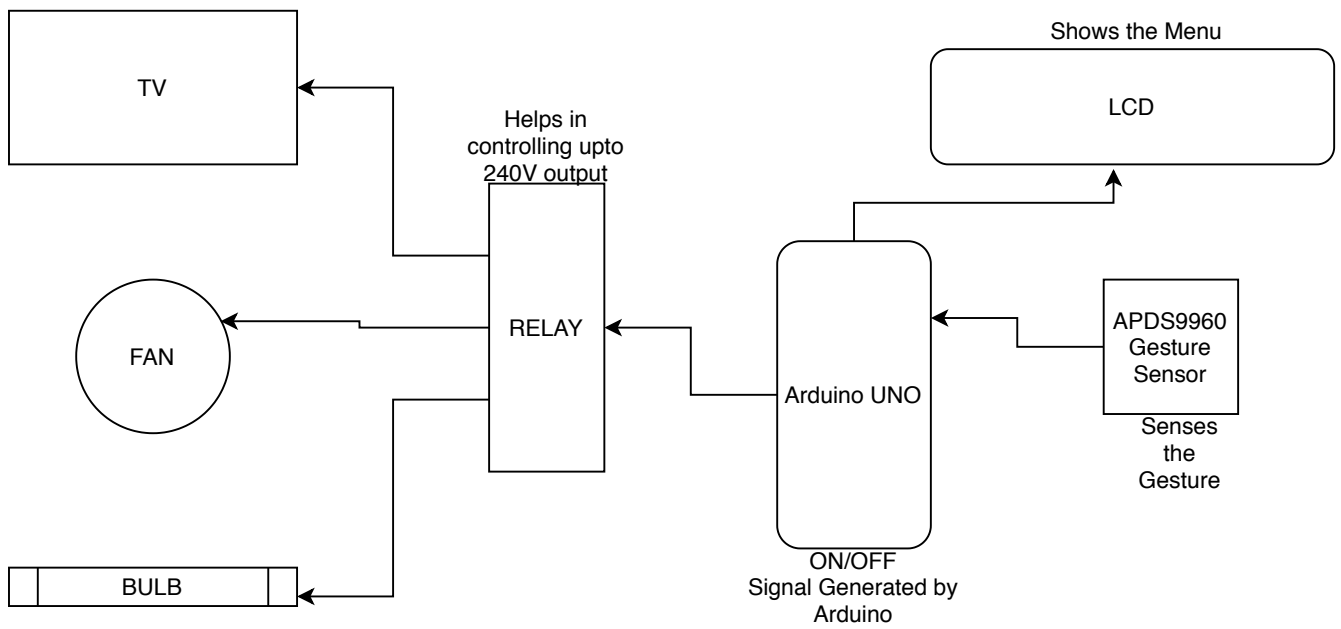 Shows the Menu
TV
LCD
Helps in
controlling upto
240V output
RELAY
FAN
APDS9960
Gesture
Sensor
Arduino UNO
Senses
the
Gesture
BULB
ON/OFF
Signal Generated by
Arduino